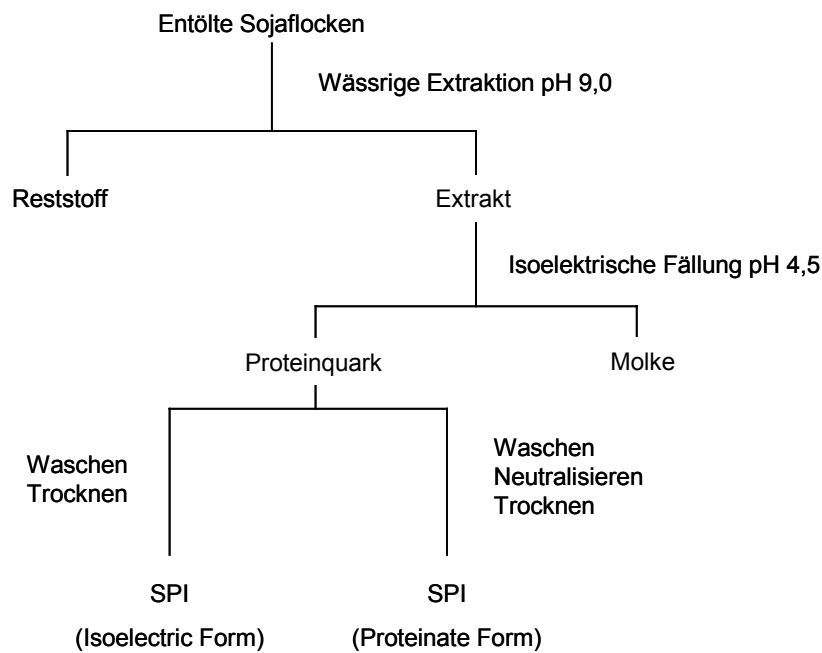 Entölte Sojaflocken
Wässrige Extraktion pH 9,0
Reststoff
Extrakt
Isoelektrische Fällung pH 4,5
Proteinquark
Molke
Waschen
Trocknen
Waschen
Neutralisieren
Trocknen
SPI
(Isoelectric Form)
SPI
(Proteinate Form)